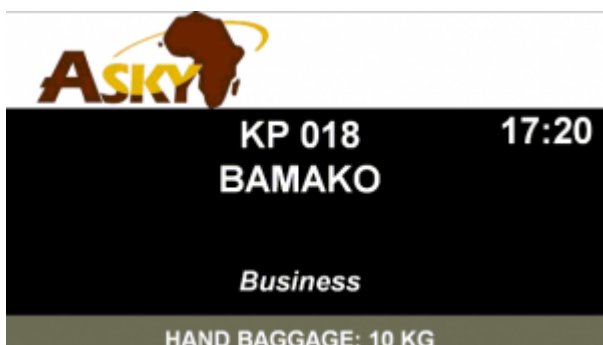 ASKY
KP 018 17:20
BAMAKO
Business
HAND BAGGAGE: 10 KG